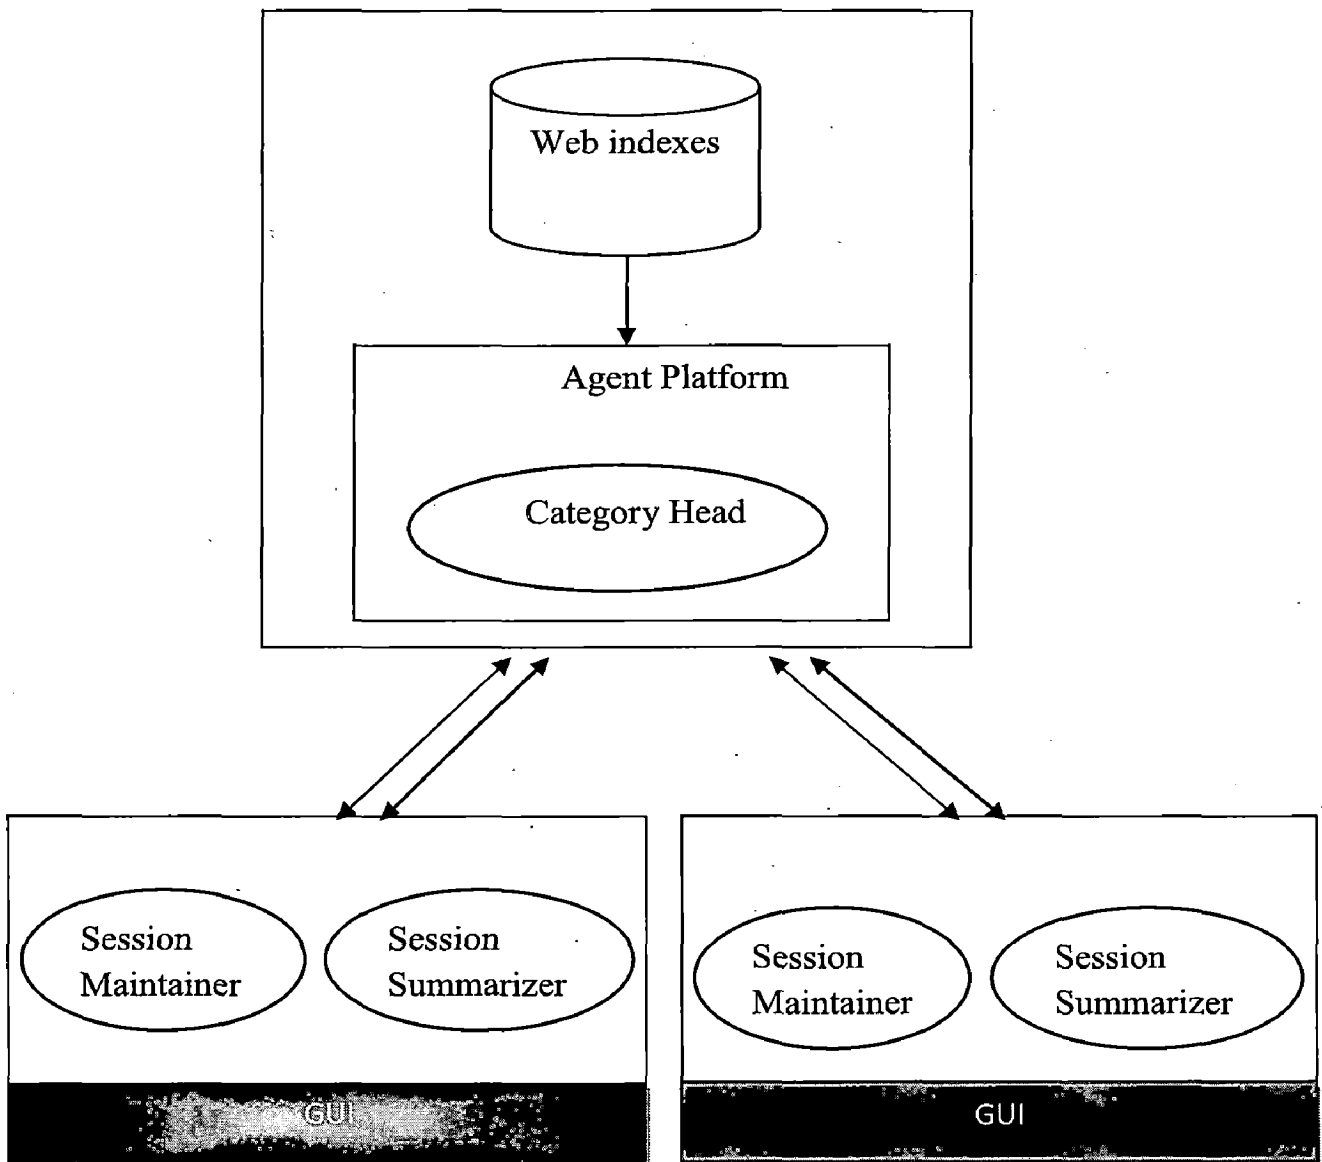 Web indexes
Agent Platform
Category Head
Session
Maintainer
Session
Summarizer
GUI
Session
Maintainer
Session
Summarizer
GUI